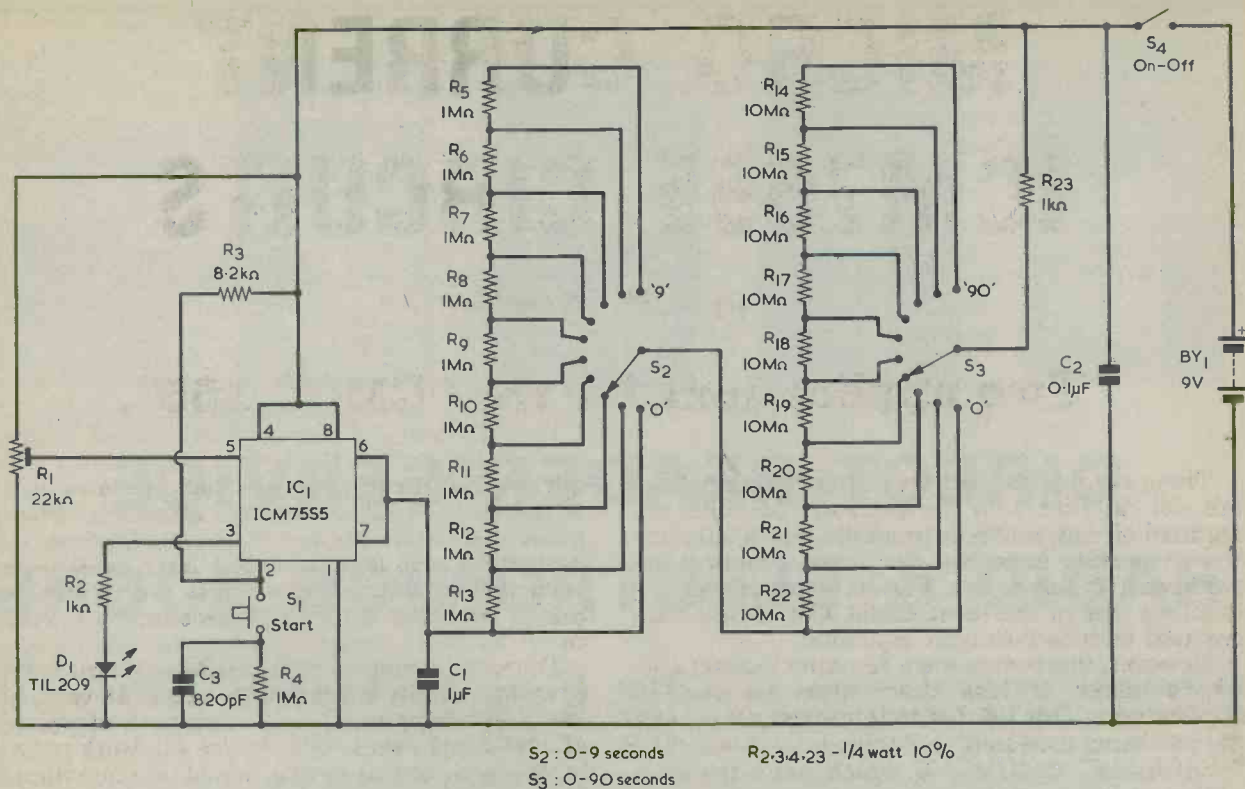 S4
On-Off
R5
1MΩ
R6
1MΩ
R7
1MΩ
R8
1MΩ
R9
1MΩ
R10
1MΩ
R11
1MΩ
R12
1MΩ
R13
1MΩ
'9'
S2
'0'
R14
10MΩ
R15
10MΩ
R16
10MΩ
R17
10MΩ
R18
10MΩ
R19
10MΩ
R20
10MΩ
R21
10MΩ
R22
10MΩ
'90'
S3
'0'
R23
1kΩ
C2
0·1µF
+
BY1
9V
R3
8·2kΩ
R1
22kΩ
4
8
5
6
IC1
ICM7555
3
7
2
1
R2
1kΩ
S1
Start
D1
TIL209
C3
820pF
R4
1MΩ
C1
1µF
S2 : 0-9 seconds
S3 : 0-90 seconds
R2,3,4,23 - 1/4 watt 10%